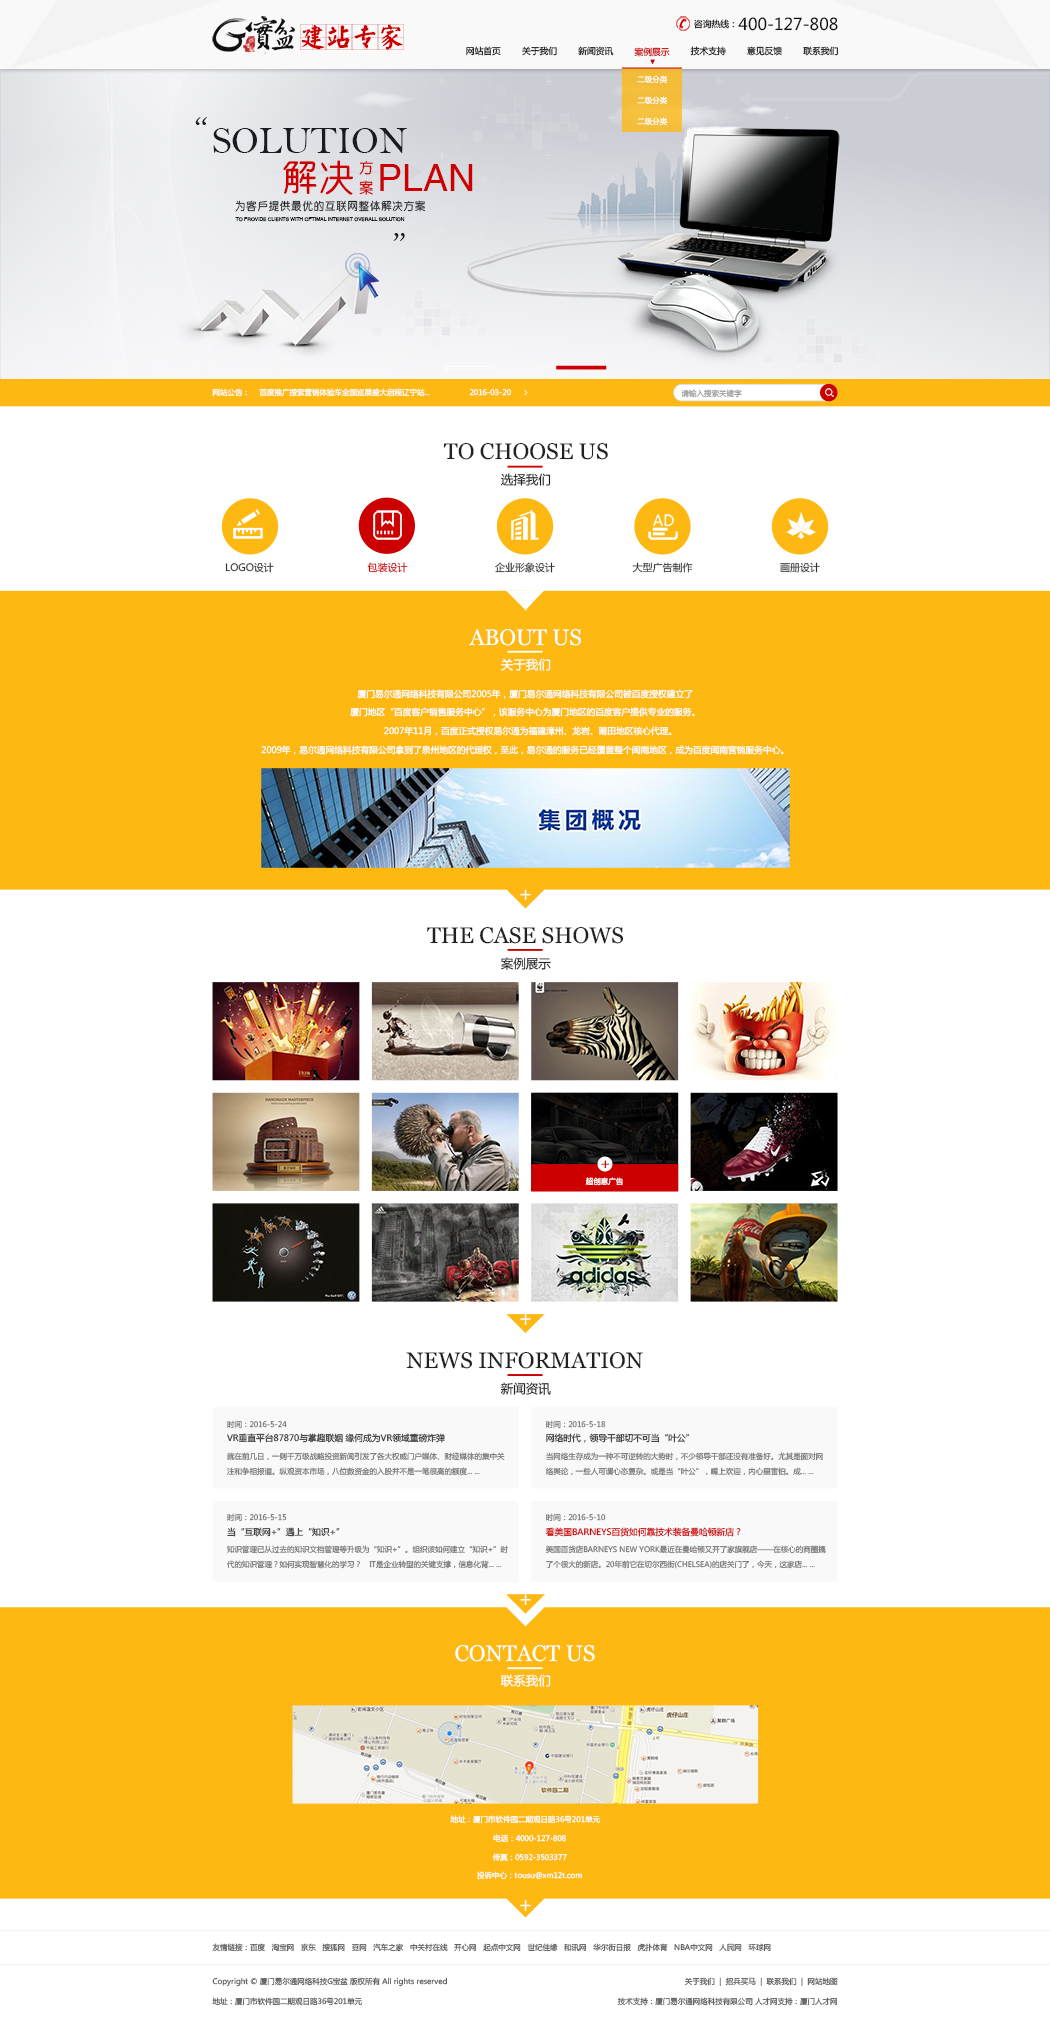 G寶盆 建站专家
咨询热线：400-127-808
网站首页 关于我们 新闻资讯 案例展示 技术支持 意见反馈 联系我们
二级分类
二级分类
二级分类
“ SOLUTION
解决方案PLAN
为客戶提供最优的互联网整体解决方案
TO PROVIDE CLIENTS WITH OPTIMAL INTERNET OVERALL SOLUTION
”
网站公告： 百度推广搜索营销体验车全国巡展盛大启程辽宁站... 2016-03-20 >
请输入搜索关键字
TO CHOOSE US
选择我们
LOGO设计 包装设计 企业形象设计 大型广告制作 画册设计
ABOUT US
关于我们
厦门易尔通网络科技有限公司2005年，厦门易尔通网络科技有限公司被百度授权建立了
厦门地区“百度客户销售服务中心”，该服务中心为厦门地区的百度客户提供专业的服务。
2007年11月，百度正式授权易尔通为福建漳州、龙岩、莆田地区核心代理。
2009年，易尔通网络科技有限公司拿到了泉州地区的代理权，至此，易尔通的服务已经覆盖整个闽南地区，成为百度闽南营销服务中心。
集团概况
THE CASE SHOWS
案例展示
HANDMADE MASTERPIECE
超创意广告
adidas
NEWS INFORMATION
新闻资讯
时间：2016-5-24
VR垂直平台87870与掌趣联姻 缘何成为VR领域重磅炸弹
就在前几日，一则千万级战略投资新闻引发了各大权威门户媒体、财经媒体的集中关
注和争相报道。纵观资本市场，八位数资金的入股并不是一笔很高的额度... ...
时间：2016-5-18
网络时代，领导干部切不可当“叶公”
当网络生存成为一种不可逆转的大势时，不少领导干部还没有准备好。尤其是面对网
络舆论，一些人可谓心态复杂。或是当“叶公”，嘴上欢迎，内心里害怕。成... ...
时间：2016-5-15
当“互联网+”遇上“知识+”
知识管理已从过去的知识文档管理等升级为“知识+”。组织该如何建立“知识+”时
代的知识管理？如何实现智慧化的学习？ IT是企业转型的关键支撑，信息化背... ...
时间：2016-5-10
看美国BARNEYS百货如何靠技术装备曼哈顿新店？
美国百货店BARNEYS NEW YORK最近在曼哈顿又开了家旗舰店——在核心的商圈搞
了个很大的新店。20年前它在切尔西街(CHELSEA)的店关门了，今天，这家店... ...
CONTACT US
联系我们
虎仔山庄
软件园二期
地址：厦门市软件园二期观日路36号201单元
电话：4000-127-808
传真：0592-3503377
投诉中心：tousu@xm12t.com
友情链接：百度 淘宝网 京东 搜狐网 亚网 汽车之家 中关村在线 开心网 起点中文网 世纪佳缘 和讯网 华尔街日报 虎扑体育 NBA中文网 人民网 环球网
Copyright © 厦门易尔通网络科技G宝盆 版权所有 All rights reserved
关于我们 | 招兵买马 | 联系我们 | 网站地图
地址：厦门市软件园二期观日路36号201单元
技术支持：厦门易尔通网络科技有限公司 人才网支持：厦门人才网